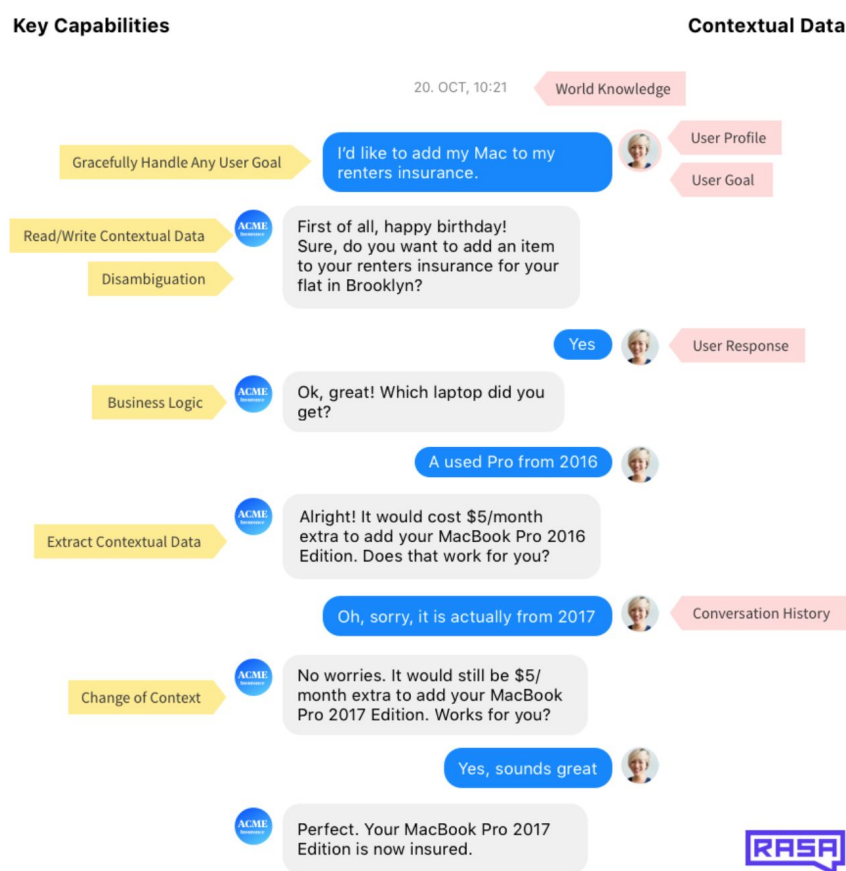 Key Capabilities
Contextual Data
20. OCT, 10:21
World Knowledge
Gracefully Handle Any User Goal
I'd like to add my Mac to my
renters insurance.
User Profile
User Goal
Read/Write Contextual Data
Disambiguation
ACME
Insurance
First of all, happy birthday!
Sure, do you want to add an item
to your renters insurance for your
flat in Brooklyn?
Yes
User Response
Business Logic
ACME
Insurance
Ok, great! Which laptop did you
get?
A used Pro from 2016
Extract Contextual Data
ACME
Insurance
Alright! It would cost $5/month
extra to add your MacBook Pro 2016
Edition. Does that work for you?
Oh, sorry, it is actually from 2017
Conversation History
Change of Context
ACME
Insurance
No worries. It would still be $5/
month extra to add your MacBook
Pro 2017 Edition. Works for you?
Yes, sounds great
ACME
Insurance
Perfect. Your MacBook Pro 2017
Edition is now insured.
RASA